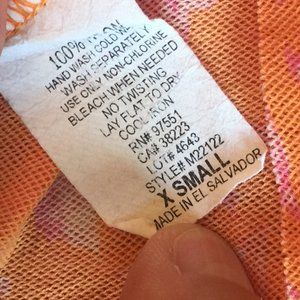 100%
HAND WASH COLD
WASH SEPARATELY
USE ONLY NON-CHLORINE
BLEACH WHEN NEEDED
NO TWISTING
LAY FLAT TO DRY
COOL IRON
RN# 97551
CA# 38223
LOT# 4643
STYLE# M22122
X SMALL
MADE IN EL SALVADOR